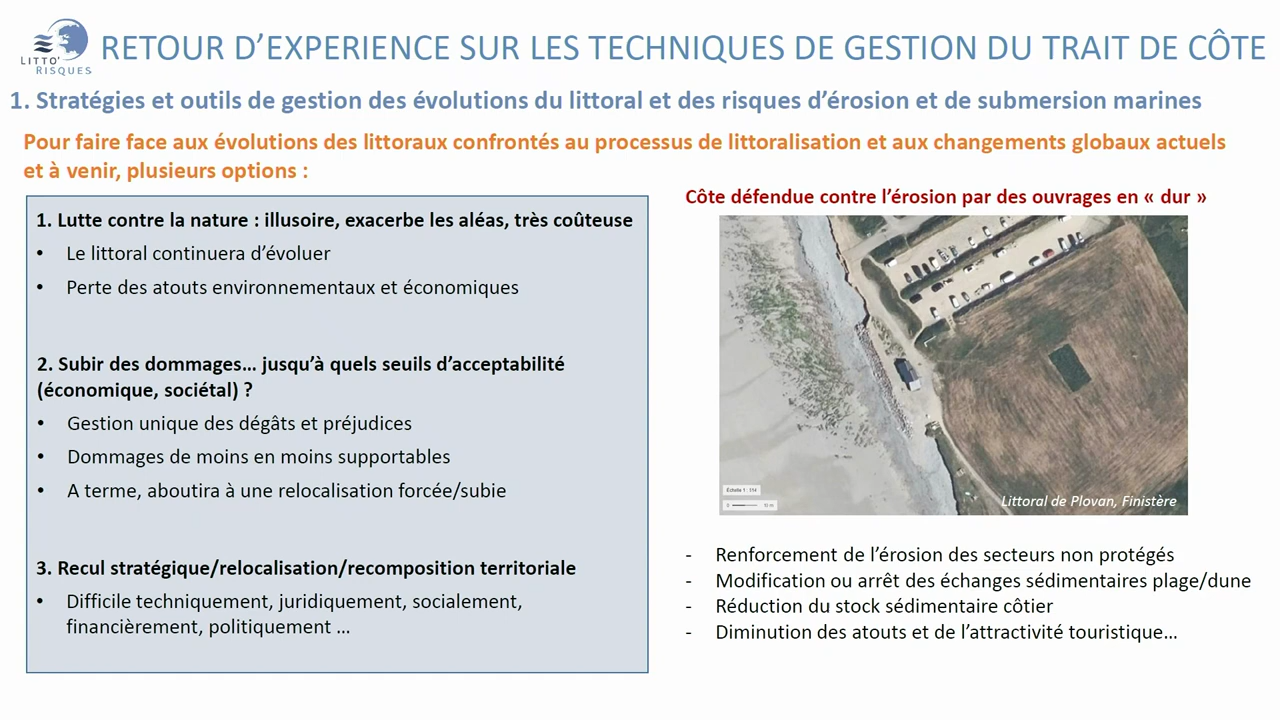 LITTO'
RISQUES
RETOUR D’EXPERIENCE SUR LES TECHNIQUES DE GESTION DU TRAIT DE CÔTE
1. Stratégies et outils de gestion des évolutions du littoral et des risques d’érosion et de submersion marines
Pour faire face aux évolutions des littoraux confrontés au processus de littoralisation et aux changements globaux actuels
et à venir, plusieurs options :
1. Lutte contre la nature : illusoire, exacerbe les aléas, très coûteuse
• Le littoral continuera d’évoluer
• Perte des atouts environnementaux et économiques
2. Subir des dommages… jusqu’à quels seuils d’acceptabilité
(économique, sociétal) ?
• Gestion unique des dégâts et préjudices
• Dommages de moins en moins supportables
• A terme, aboutira à une relocalisation forcée/subie
3. Recul stratégique/relocalisation/recomposition territoriale
• Difficile techniquement, juridiquement, socialement,
financièrement, politiquement …
Côte défendue contre l’érosion par des ouvrages en « dur »
Échelle 1 : 514
0 10 m
Littoral de Plovan, Finistère
- Renforcement de l’érosion des secteurs non protégés
- Modification ou arrêt des échanges sédimentaires plage/dune
- Réduction du stock sédimentaire côtier
- Diminution des atouts et de l’attractivité touristique…